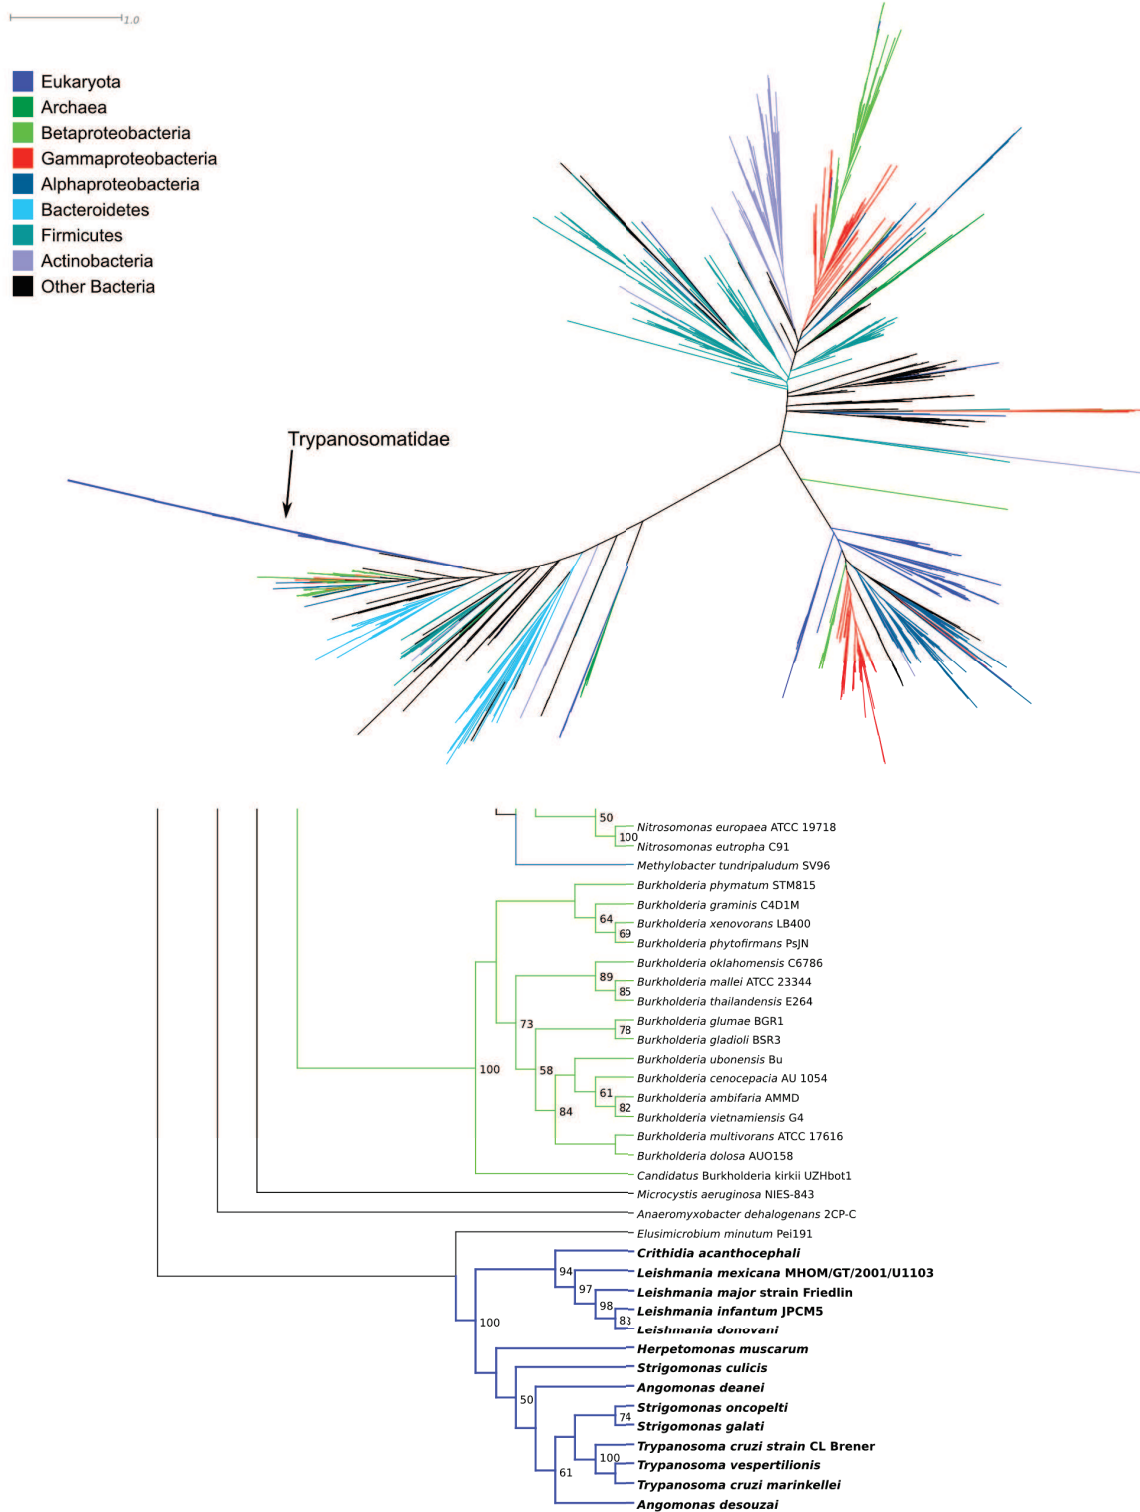 1.0
Eukaryota
Archaea
Betaproteobacteria
Gammaproteobacteria
Alphaproteobacteria
Bacteroidetes
Firmicutes
Actinobacteria
Other Bacteria
Trypanosomatidae
50
Nitrosomonas europaea ATCC 19718
100
Nitrosomonas eutropha C91
Methylobacter tundripaludum SV96
Burkholderia phymatum STM815
Burkholderia graminis C4D1M
64
Burkholderia xenovorans LB400
69
Burkholderia phytofirmans PsJN
Burkholderia oklahomensis C6786
89
Burkholderia mallei ATCC 23344
85
Burkholderia thailandensis E264
Burkholderia glumae BGR1
73
78
Burkholderia gladioli BSR3
Burkholderia ubonensis Bu
100
58
Burkholderia cenocepacia AU 1054
61
Burkholderia ambifaria AMMD
82
84
Burkholderia vietnamiensis G4
Burkholderia multivorans ATCC 17616
Burkholderia dolosa AUO158
Candidatus Burkholderia kirkii UZHbot1
Microcystis aeruginosa NIES-843
Anaeromyxobacter dehalogenans 2CP-C
Elusimicrobium minutum Pei191
Crithidia acanthocephali
94
Leishmania mexicana MHOM/GT/2001/U1103
97
Leishmania major strain Friedlin
98
Leishmania infantum JPCM5
100
83
Leishmania donovani
Herpetomonas muscarum
Strigomonas culicis
Angomonas deanei
50
Strigomonas oncopelti
74
Strigomonas galati
Trypanosoma cruzi strain CL Brener
100
Trypanosoma vespertilionis
61
Trypanosoma cruzi marinkellei
Angomonas desouzai